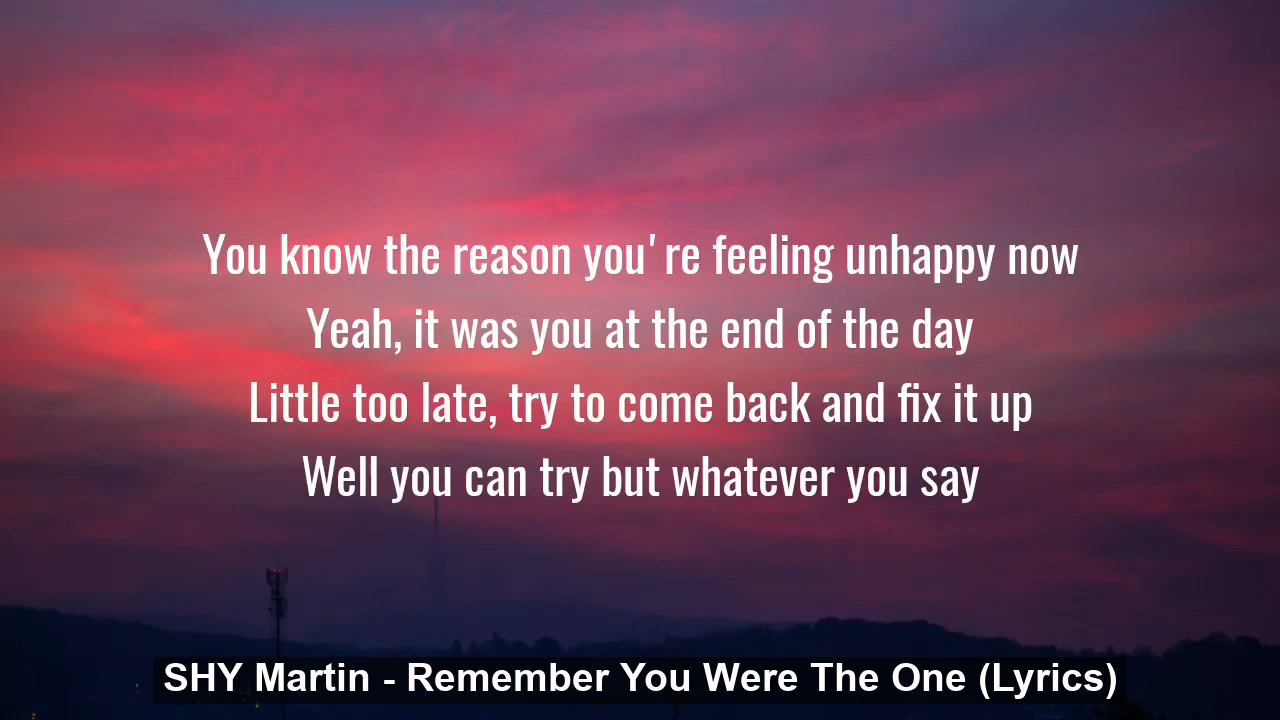 You know the reason you're feeling unhappy now
Yeah, it was you at the end of the day
Little too late, try to come back and fix it up
Well you can try but whatever you say
SHY Martin - Remember You Were The One (Lyrics)